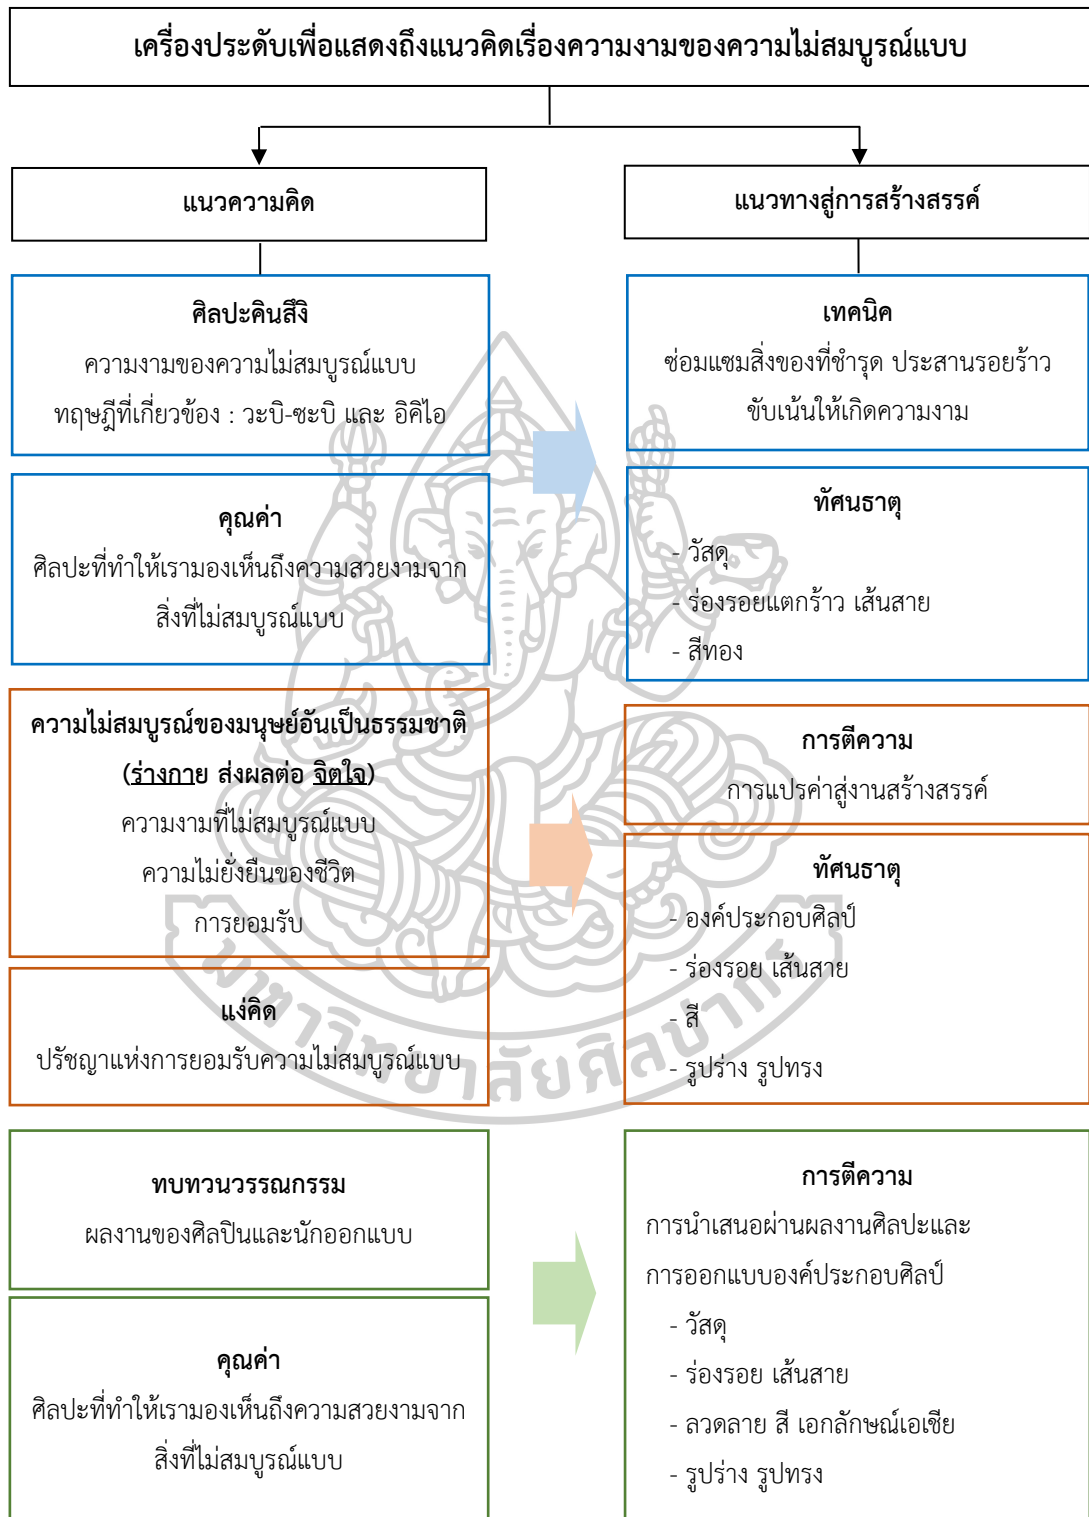 เครื่องประดับเพื่อแสดงถึงแนวคิดเรื่องความงามของความไม่สมบูรณ์แบบ
แนวความคิด
แนวทางสู่การสร้างสรรค์
ศิลปะคินสึงิ
ความงามของความไม่สมบูรณ์แบบ
ทฤษฎีที่เกี่ยวข้อง : วะบิ-ซะบิ และ อิคิไอ
เทคนิค
ซ่อมแซมสิ่งของที่ชำรุด ประสานรอยร้าว
ขับเน้นให้เกิดความงาม
คุณค่า
ศิลปะที่ทำให้เรามองเห็นถึงความสวยงามจาก
สิ่งที่ไม่สมบูรณ์แบบ
ทัศนธาตุ
- วัสดุ
- ร่องรอยแตกร้าว เส้นสาย
- สีทอง
ความไม่สมบูรณ์ของมนุษย์อันเป็นธรรมชาติ
(ร่างกาย ส่งผลต่อ จิตใจ)
ความงามที่ไม่สมบูรณ์แบบ
ความไม่ยั่งยืนของชีวิต
การยอมรับ
การตีความ
การแปรค่าสู่งานสร้างสรรค์
ทัศนธาตุ
- องค์ประกอบศิลป์
- ร่องรอย เส้นสาย
- สี
- รูปร่าง รูปทรง
แง่คิด
ปรัชญาแห่งการยอมรับความไม่สมบูรณ์แบบ
มหาวิทยาลัยศิลปากร
ทบทวนวรรณกรรม
ผลงานของศิลปินและนักออกแบบ
คุณค่า
ศิลปะที่ทำให้เรามองเห็นถึงความสวยงามจาก
สิ่งที่ไม่สมบูรณ์แบบ
การตีความ
การนำเสนอผ่านผลงานศิลปะและ
การออกแบบองค์ประกอบศิลป์
- วัสดุ
- ร่องรอย เส้นสาย
- ลวดลาย สี เอกลักษณ์เอเชีย
- รูปร่าง รูปทรง